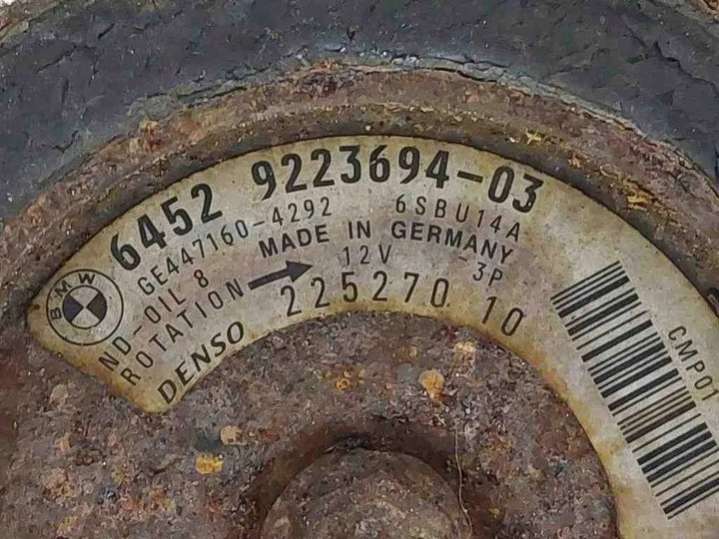 6452 9223694-03
GE447160-4292 6SBU14A
MADE IN GERMANY
ND-OIL 8 12V -3P
ROTATION
DENSO 225270 10
BMW
CMP01